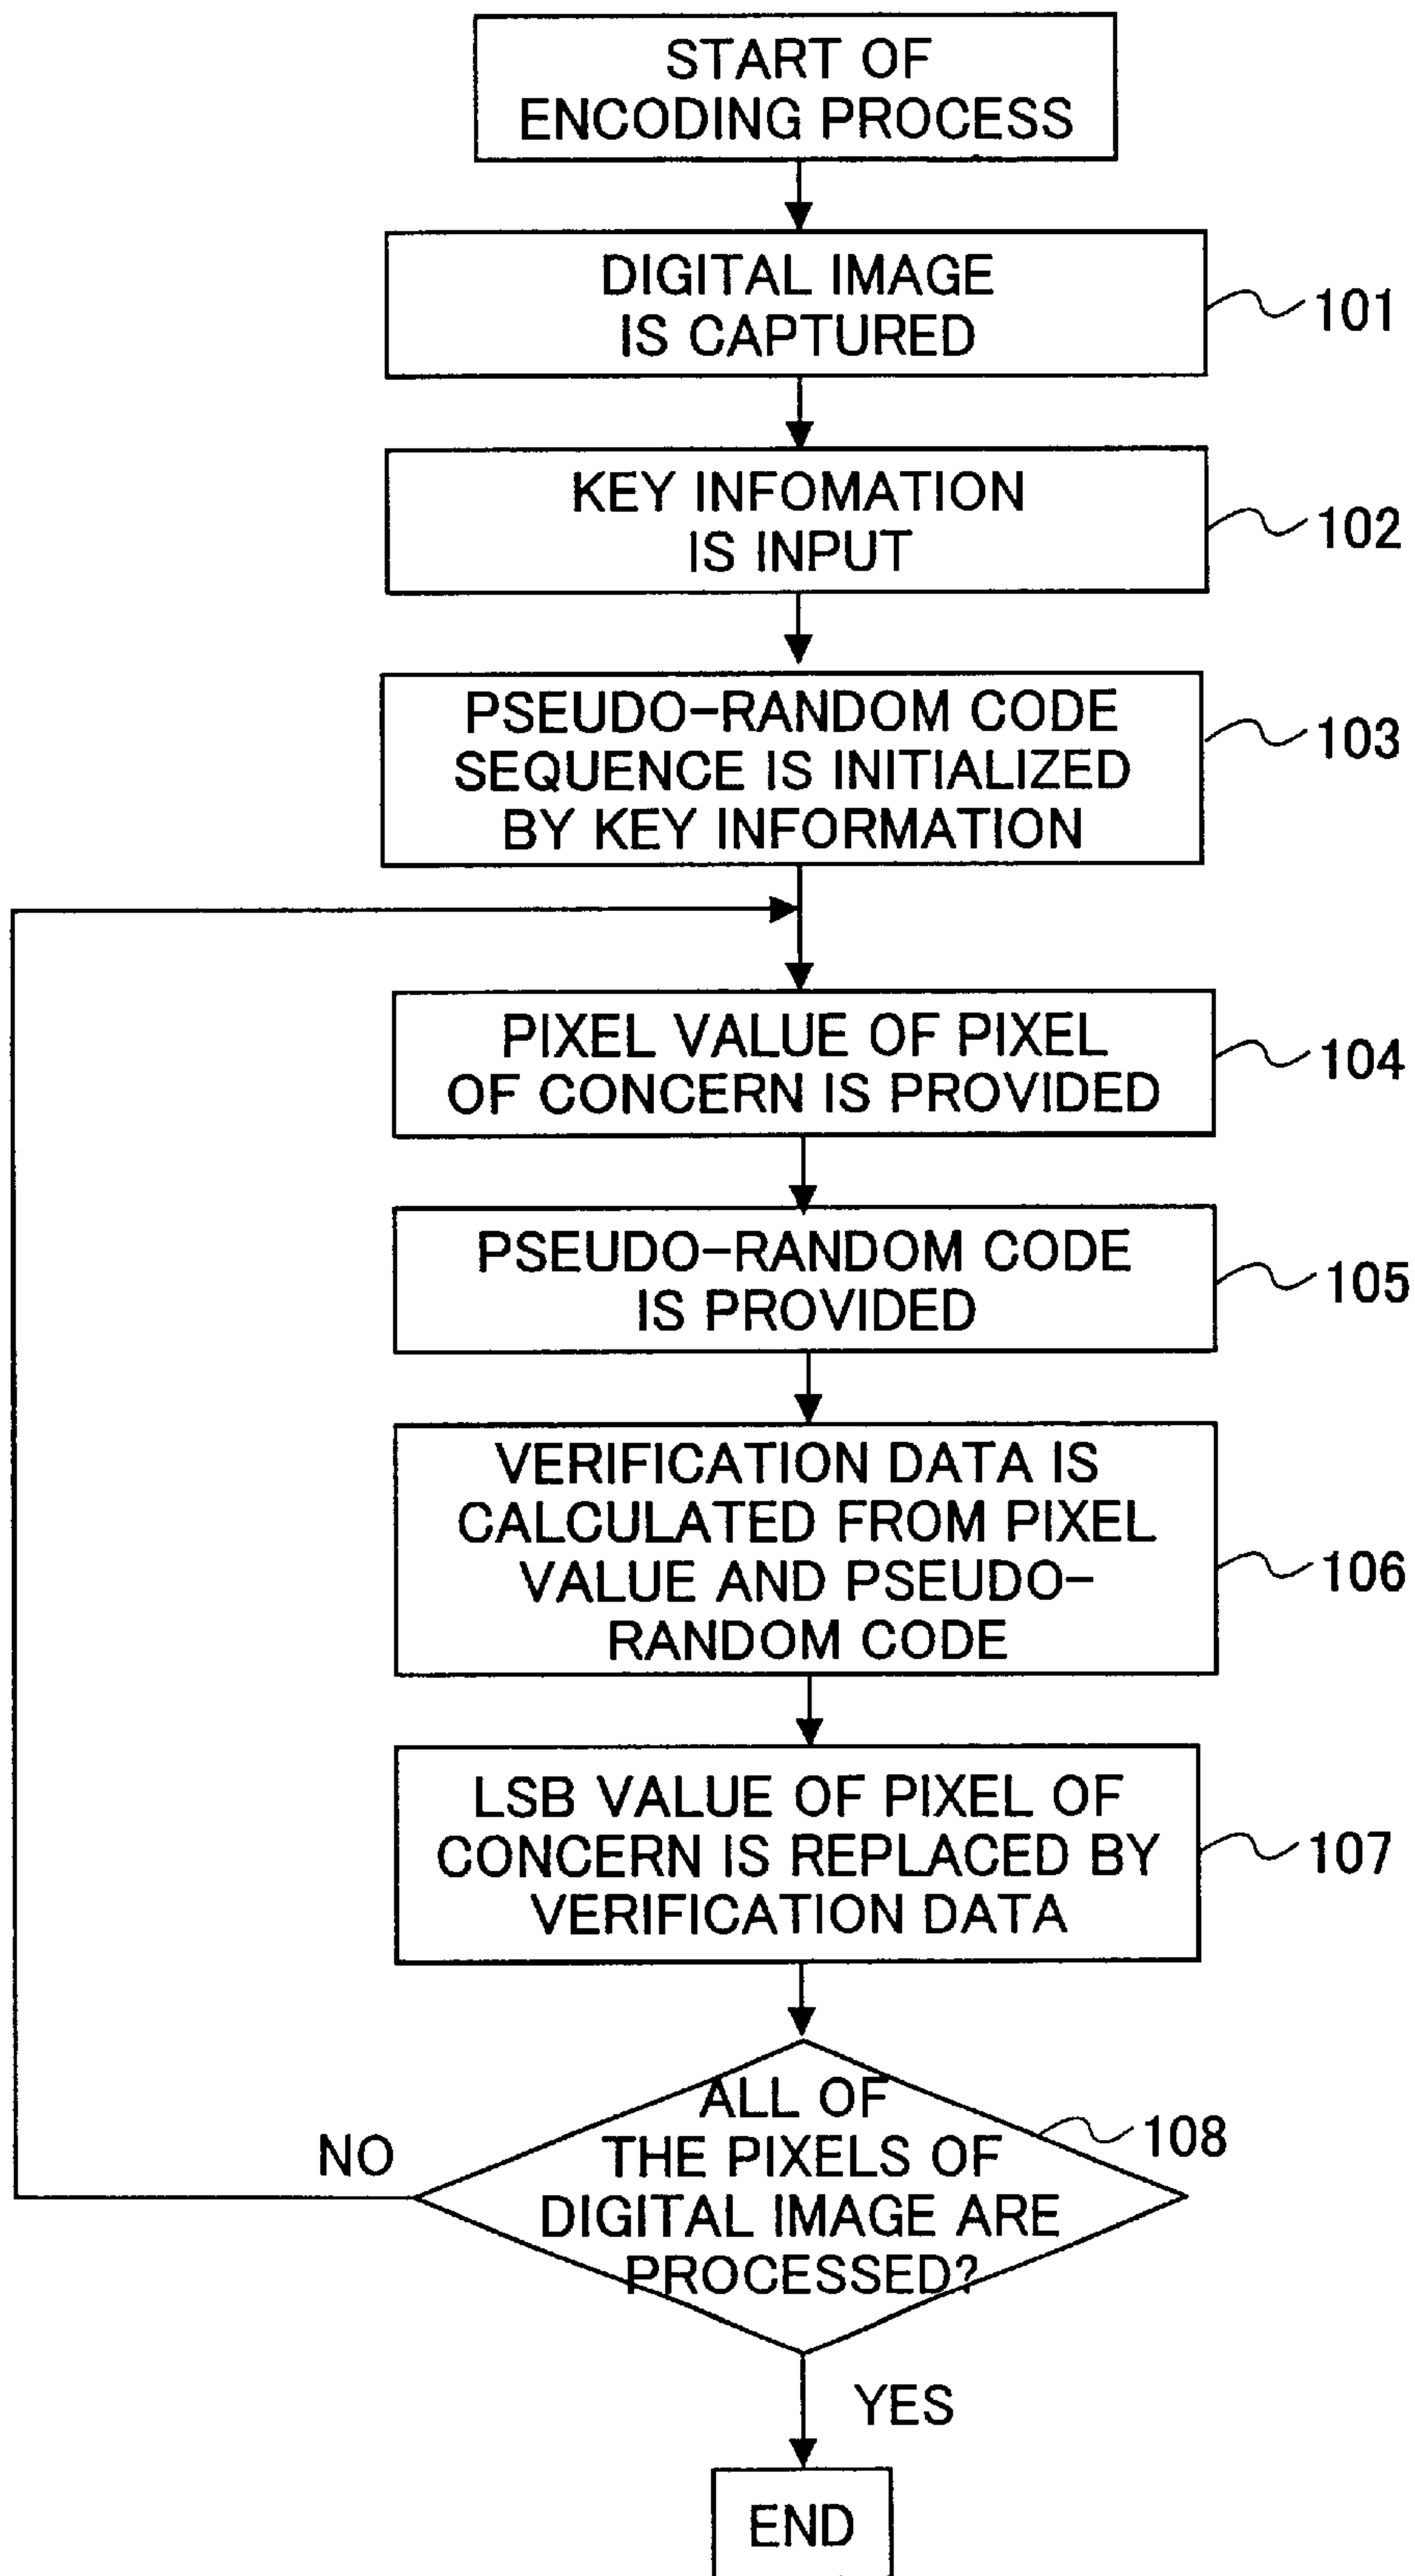 START OF
ENCODING PROCESS
DIGITAL IMAGE
IS CAPTURED
101
KEY INFOMATION
IS INPUT
102
PSEUDO-RANDOM CODE
SEQUENCE IS INITIALIZED
BY KEY INFORMATION
103
PIXEL VALUE OF PIXEL
OF CONCERN IS PROVIDED
104
PSEUDO-RANDOM CODE
IS PROVIDED
105
VERIFICATION DATA IS
CALCULATED FROM PIXEL
VALUE AND PSEUDO-
RANDOM CODE
106
LSB VALUE OF PIXEL OF
CONCERN IS REPLACED BY
VERIFICATION DATA
107
ALL OF
THE PIXELS OF
DIGITAL IMAGE ARE
PROCESSED?
108
NO
YES
END